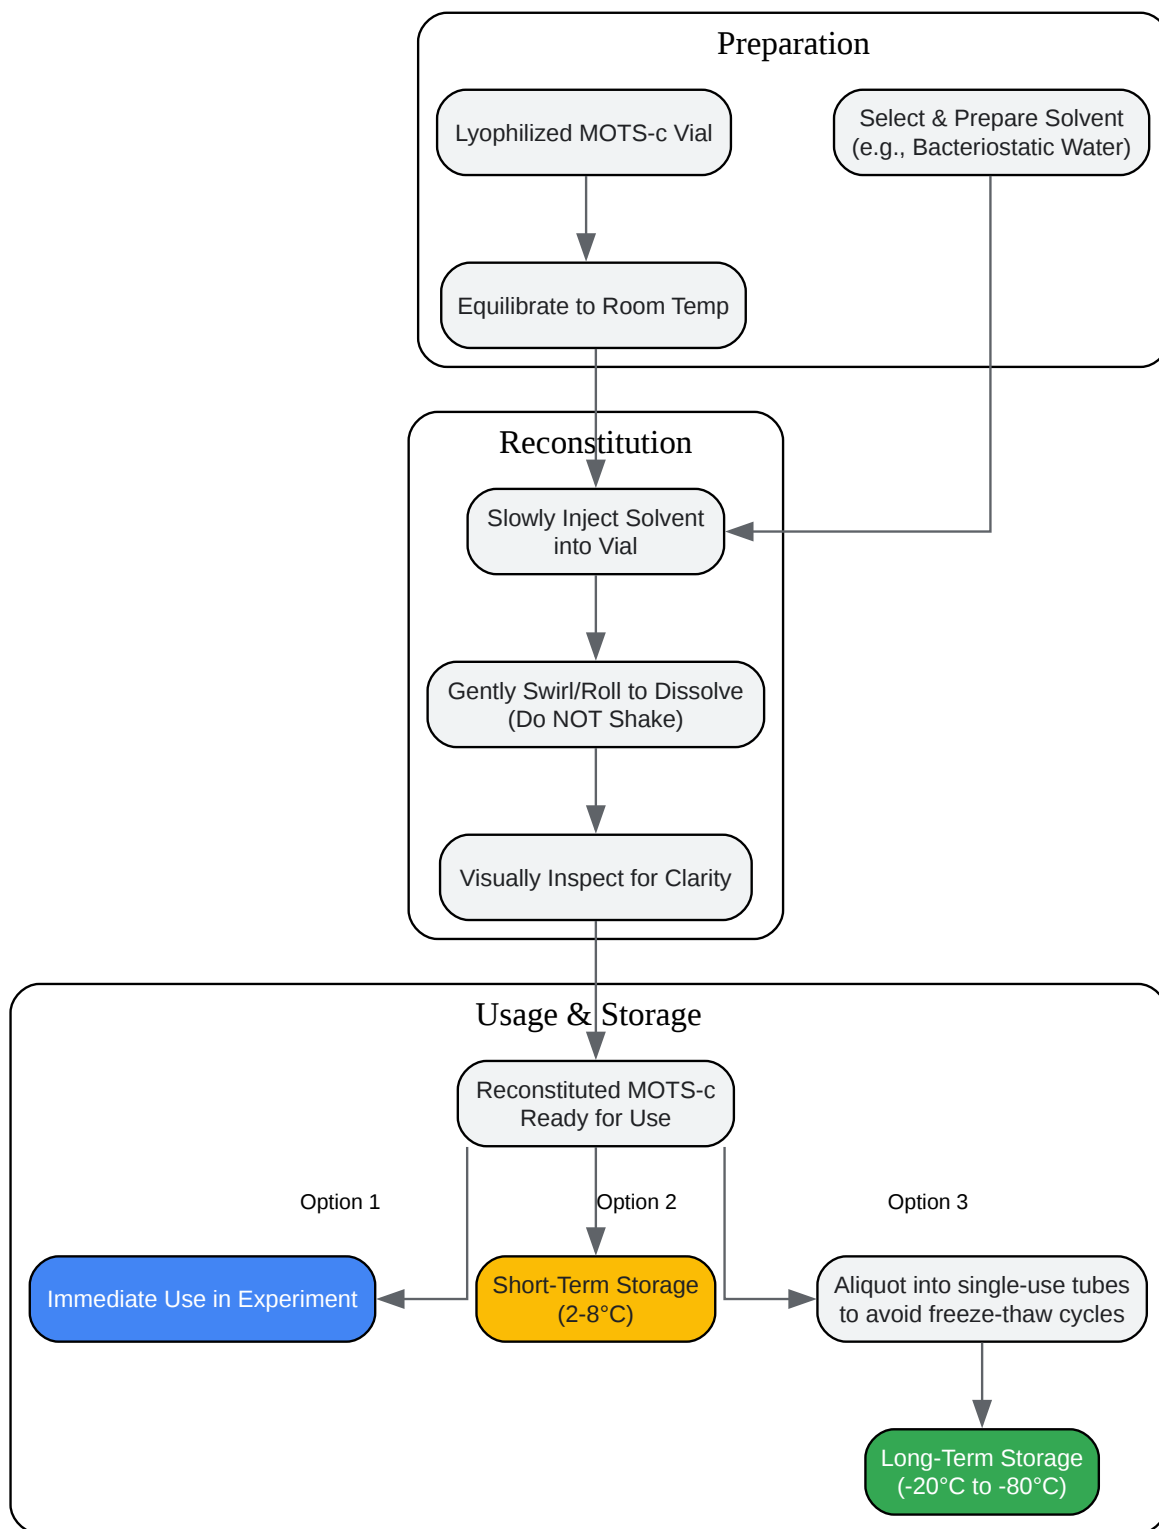 Preparation
Lyophilized MOTS-c Vial
Select & Prepare Solvent
(e.g., Bacteriostatic Water)
Equilibrate to Room Temp
Reconstitution
Slowly Inject Solvent
into Vial
Gently Swirl/Roll to Dissolve
(Do NOT Shake)
Visually Inspect for Clarity
Usage & Storage
Reconstituted MOTS-c
Ready for Use
Option 1
Option 2
Option 3
Immediate Use in Experiment
Short-Term Storage
(2-8°C)
Aliquot into single-use tubes
to avoid freeze-thaw cycles
Long-Term Storage
(-20°C to -80°C)